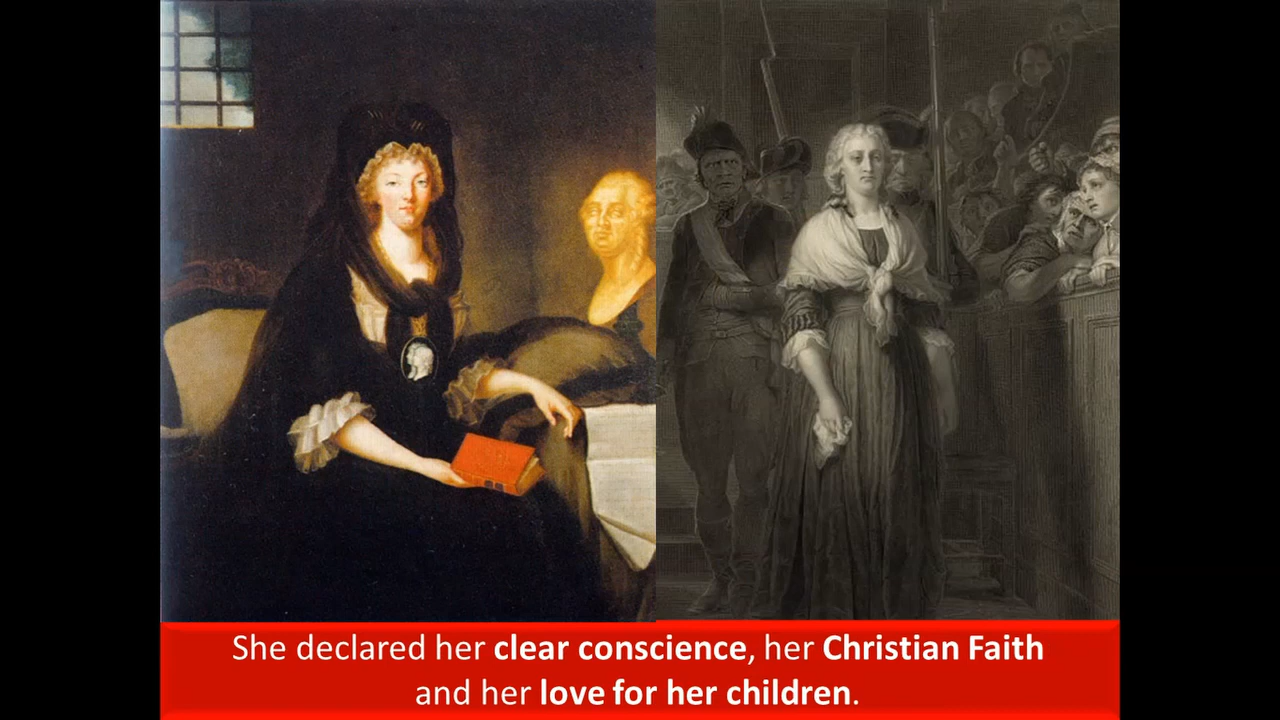 She declared her clear conscience, her Christian Faith
and her love for her children.